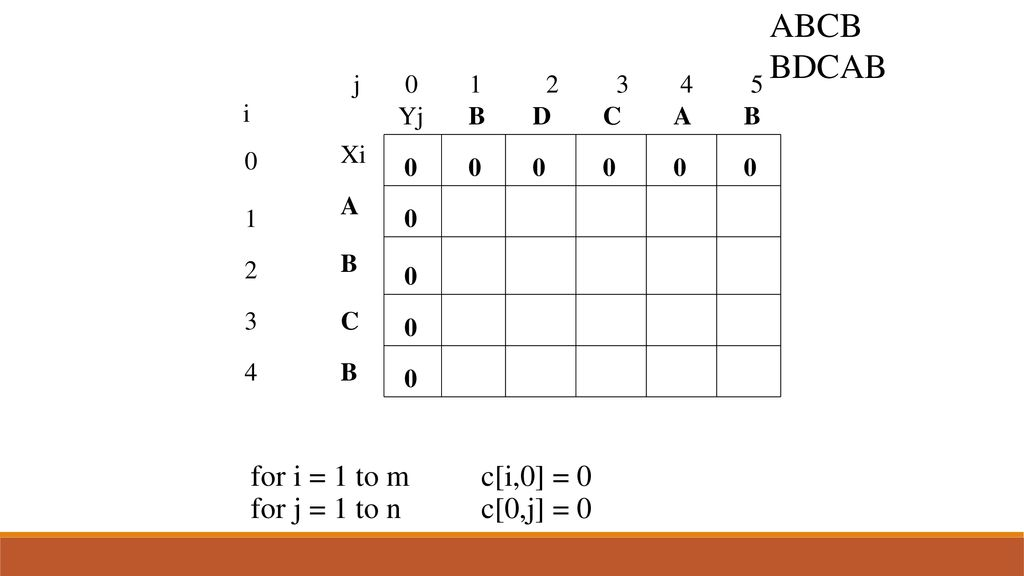 ABCB
BDCAB
j 0 1 2 3 4 5
i Yj B D C A B
0 Xi 0 0 0 0 0 0
1 A 0
2 B 0
3 C 0
4 B 0
for i = 1 to m c[i,0] = 0
for j = 1 to n c[0,j] = 0